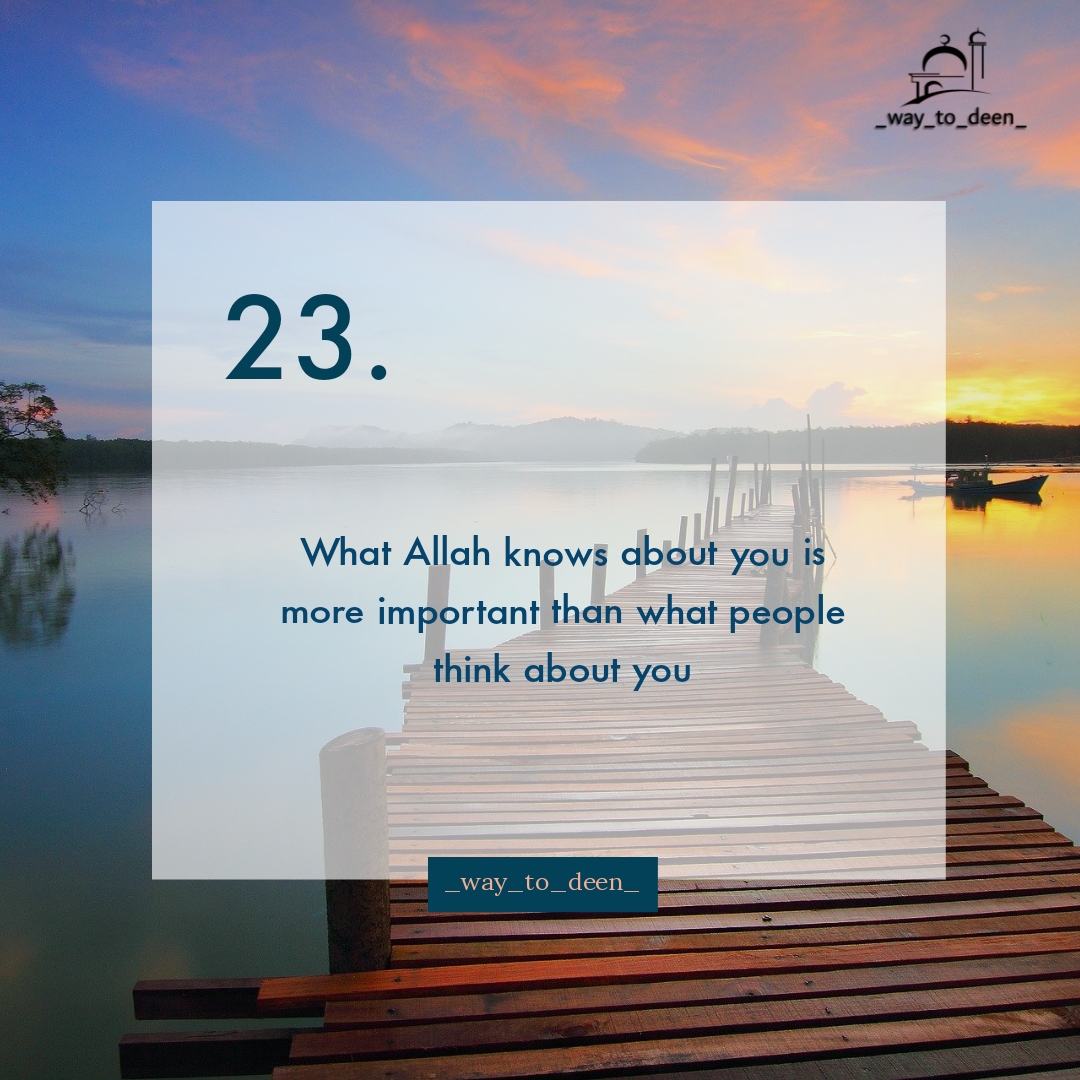 _way_to_deen_
23.
What Allah knows about you is
more important than what people
think about you
_way_to_deen_